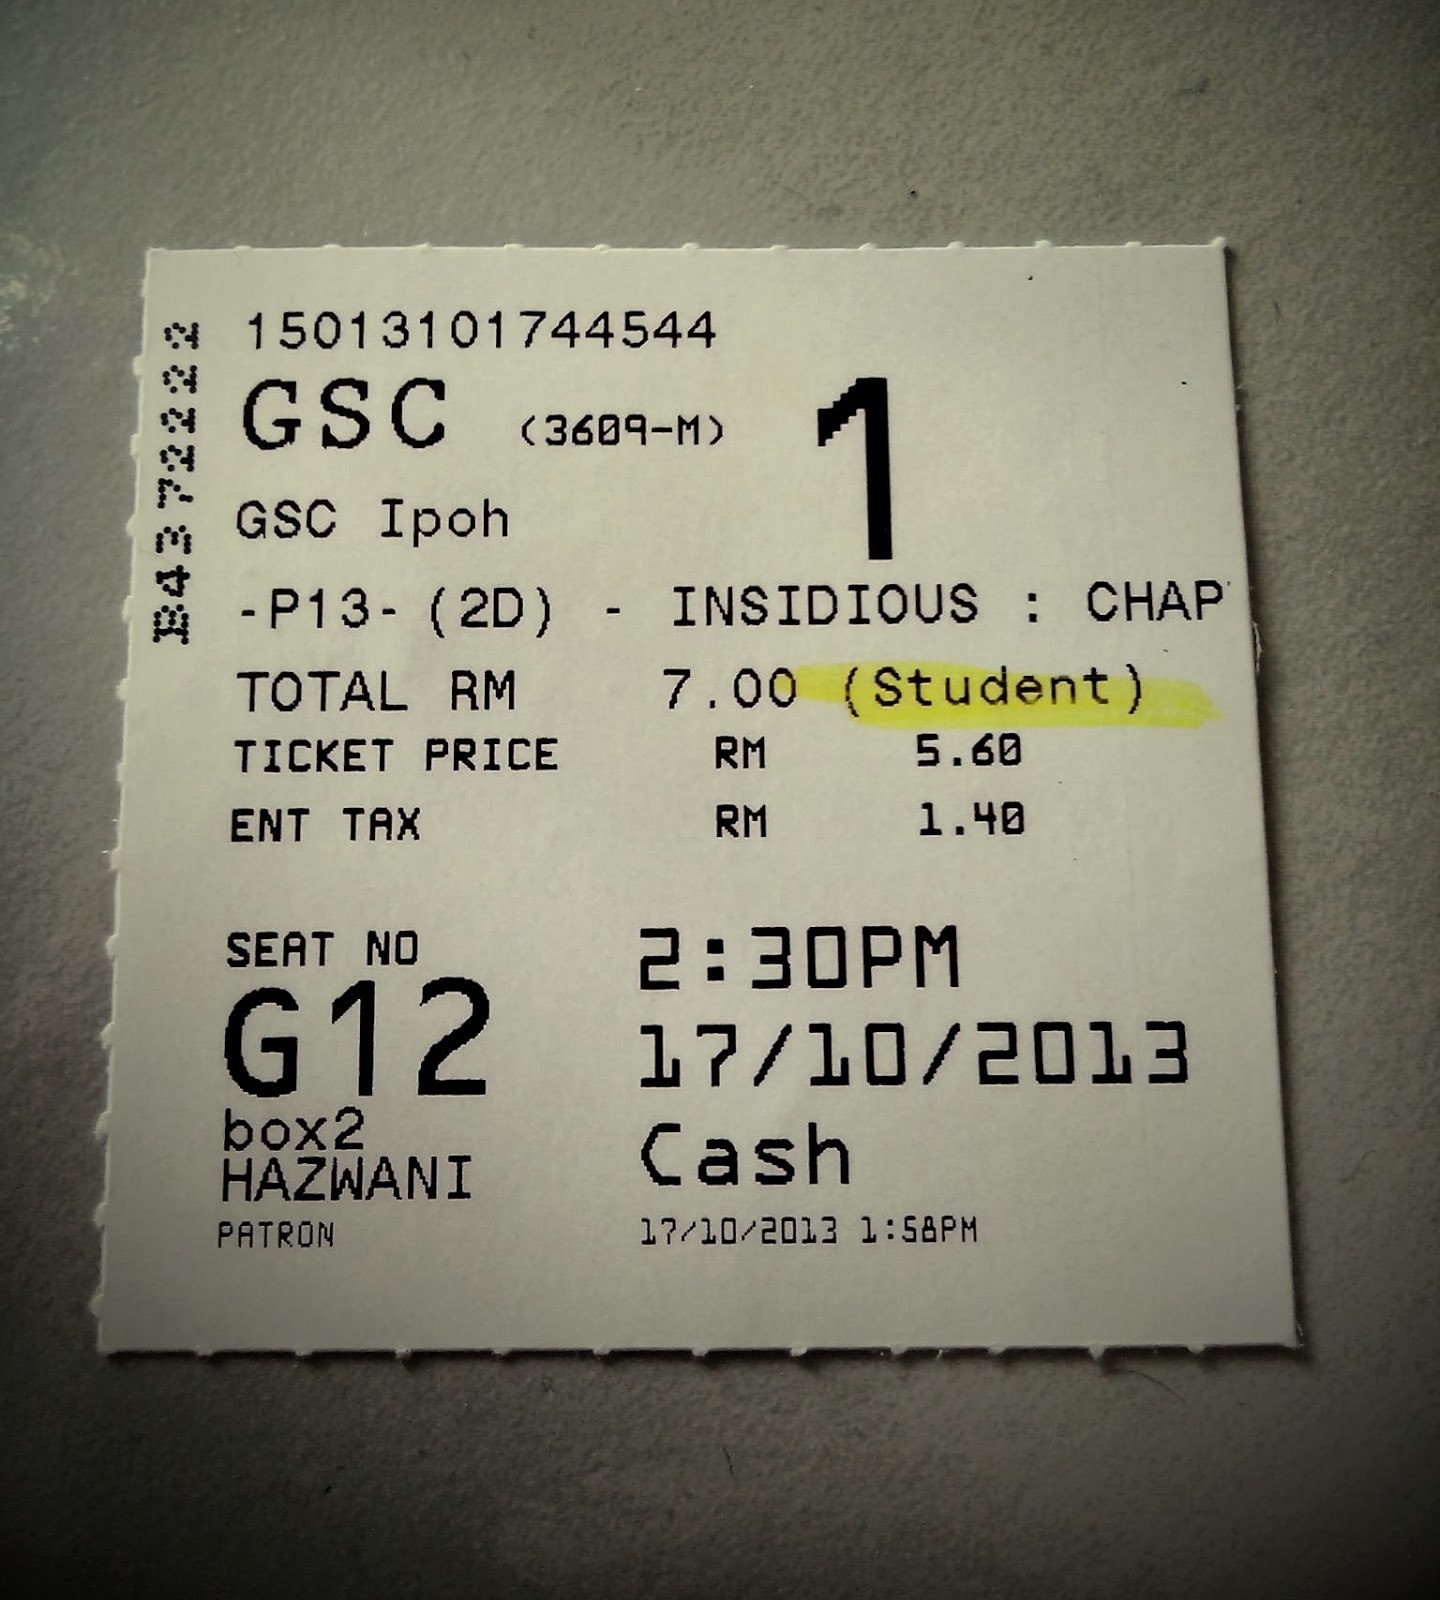 15013101744544
GSC (3609-M) 1
GSC Ipoh
-P13-(2D) - INSIDIOUS : CHAP
TOTAL RM 7.00 (Student)
TICKET PRICE RM 5.60
ENT TAX RM 1.40
SEAT NO
G12
box2
HAZWANI
PATRON
2:30PM
17/10/2013
Cash
17/10/2013 1:58PM
B4372222